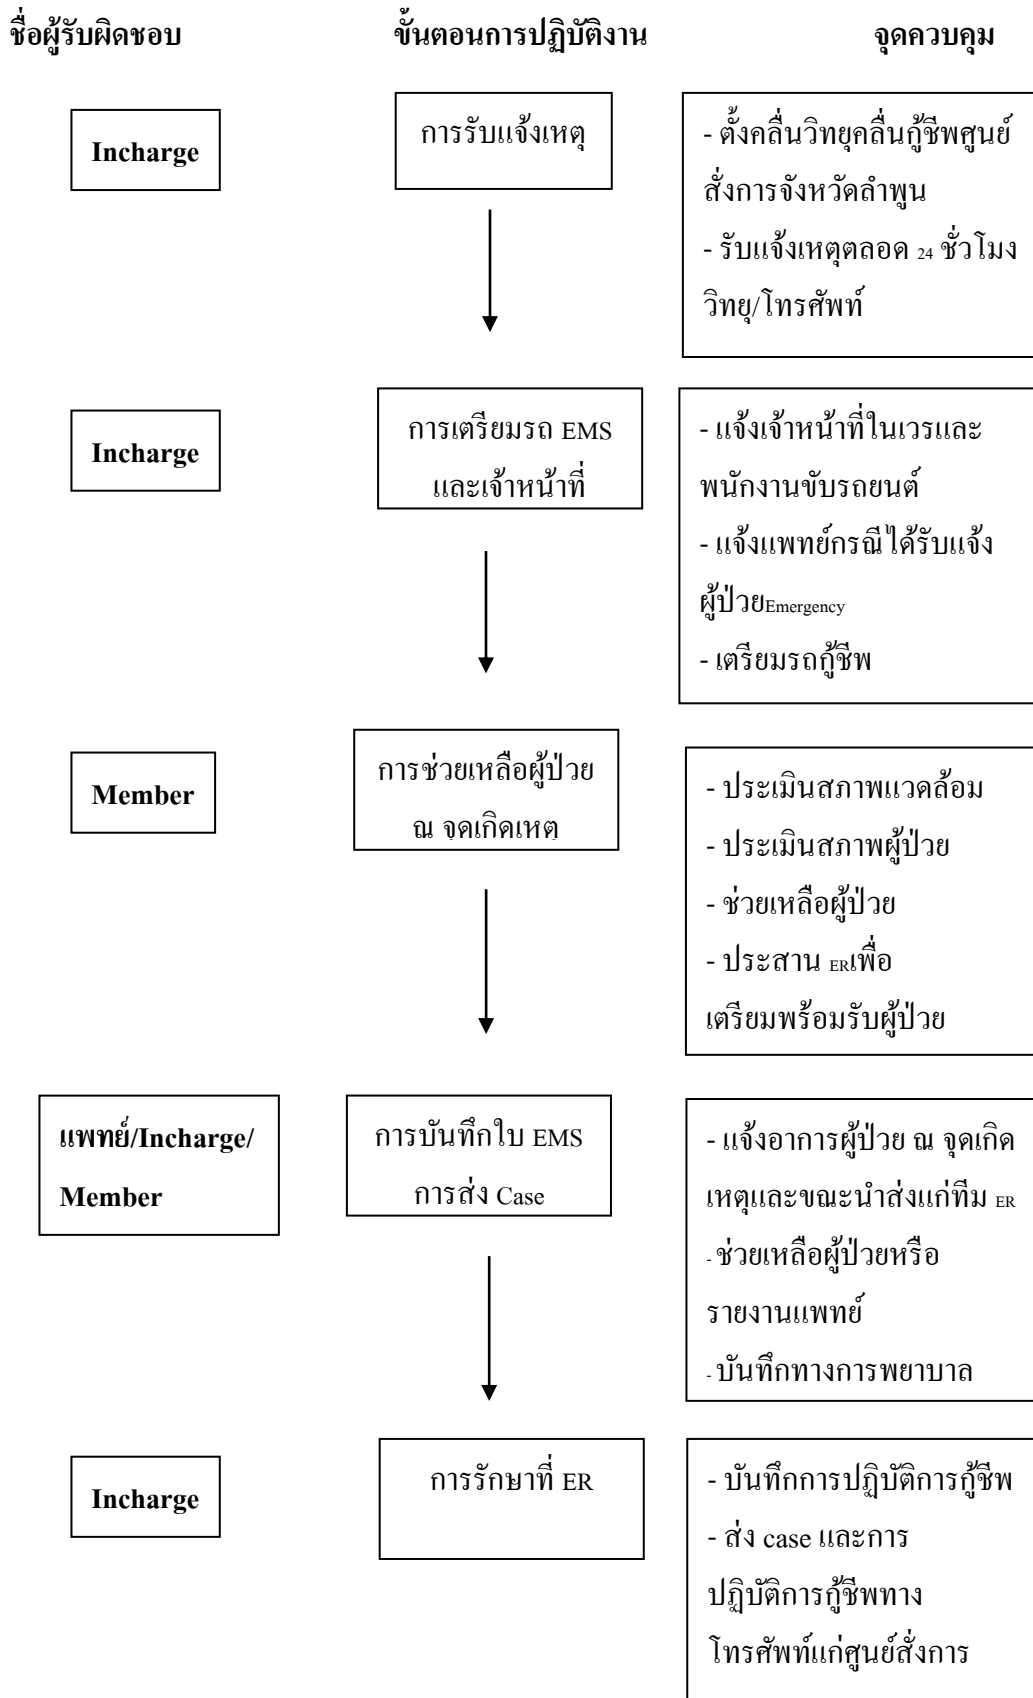 ชื่อผู้รับผิดชอบ ขั้นตอนการปฏิบัติงาน จุดควบคุม
Incharge
การรับแจ้งเหตุ
- ตั้งคลื่นวิทยุคลื่นกู้ชีพศูนย์
สั่งการจังหวัดลำพูน
- รับแจ้งเหตุตลอด 24 ชั่วโมง
วิทยุ/โทรศัพท์
Incharge
การเตรียมรถ EMS
และเจ้าหน้าที่
- แจ้งเจ้าหน้าที่ในเวรและ
พนักงานขับรถยนต์
- แจ้งแพทย์กรณีได้รับแจ้ง
ผู้ป่วยEmergency
- เตรียมรถกู้ชีพ
Member
การช่วยเหลือผู้ป่วย
ณ จุดเกิดเหตุ
- ประเมินสภาพแวดล้อม
- ประเมินสภาพผู้ป่วย
- ช่วยเหลือผู้ป่วย
- ประสาน ERเพื่อ
เตรียมพร้อมรับผู้ป่วย
แพทย์/Incharge/
Member
การบันทึกใบ EMS
การส่ง Case
- แจ้งอาการผู้ป่วย ณ จุดเกิด
เหตุและขณะนำส่งแก่ทีม ER
- ช่วยเหลือผู้ป่วยหรือ
รายงานแพทย์
- บันทึกทางการพยาบาล
Incharge
การรักษาที่ ER
- บันทึกการปฏิบัติการกู้ชีพ
- ส่ง case และการ
ปฏิบัติการกู้ชีพทาง
โทรศัพท์แก่ศูนย์สั่งการ